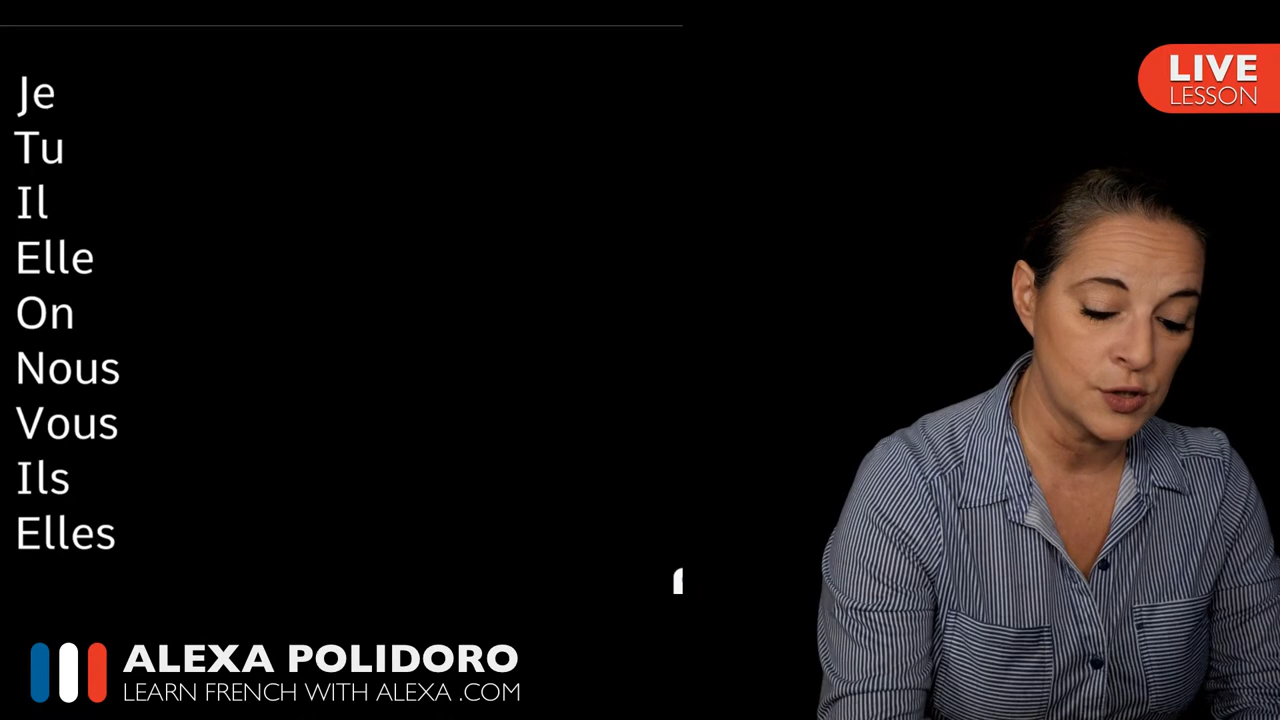 Je
Tu
Il
Elle
On
Nous
Vous
Ils
Elles
LIVE
LESSON
ALEXA POLIDORO
LEARN FRENCH WITH ALEXA .COM